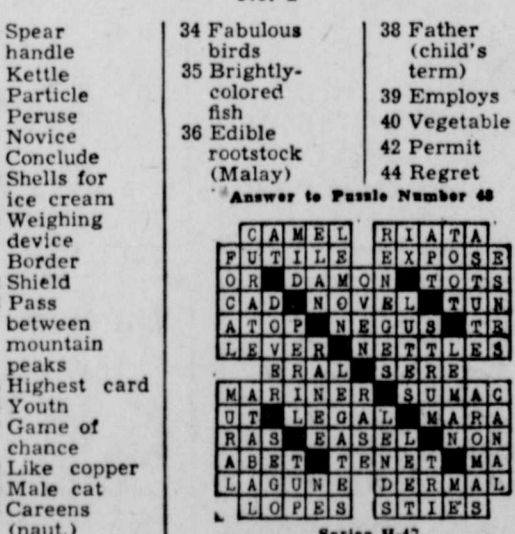 Spear
handle
Kettle
Particle
Peruse
Novice
Conclude
Shells for
ice cream
Weighing
device
Border
Shield
Pass
between
mountain
peaks
Highest card
Youth
Game of
chance
Like copper
Male cat
Careens
(naut.)
34 Fabulous
birds
35 Brightly-
colored
fish
36 Edible
rootstock
(Malay)
38 Father
(child's
term)
39 Employs
40 Vegetable
42 Permit
44 Regret
Answer to Puzzle Number 48
CAMEL RIATA
FUTILE EXPOSE
OR DAMON TOTS
CAD NOVEL TUN
ATOP NEGUS TE
LEVER NETTLES
ERAL SERE
MARINER SUMAC
UT LEGAL MARA
RAS EASEL NON
ABET TENET MA
LAGUNE DERMAL
LOPES STIES